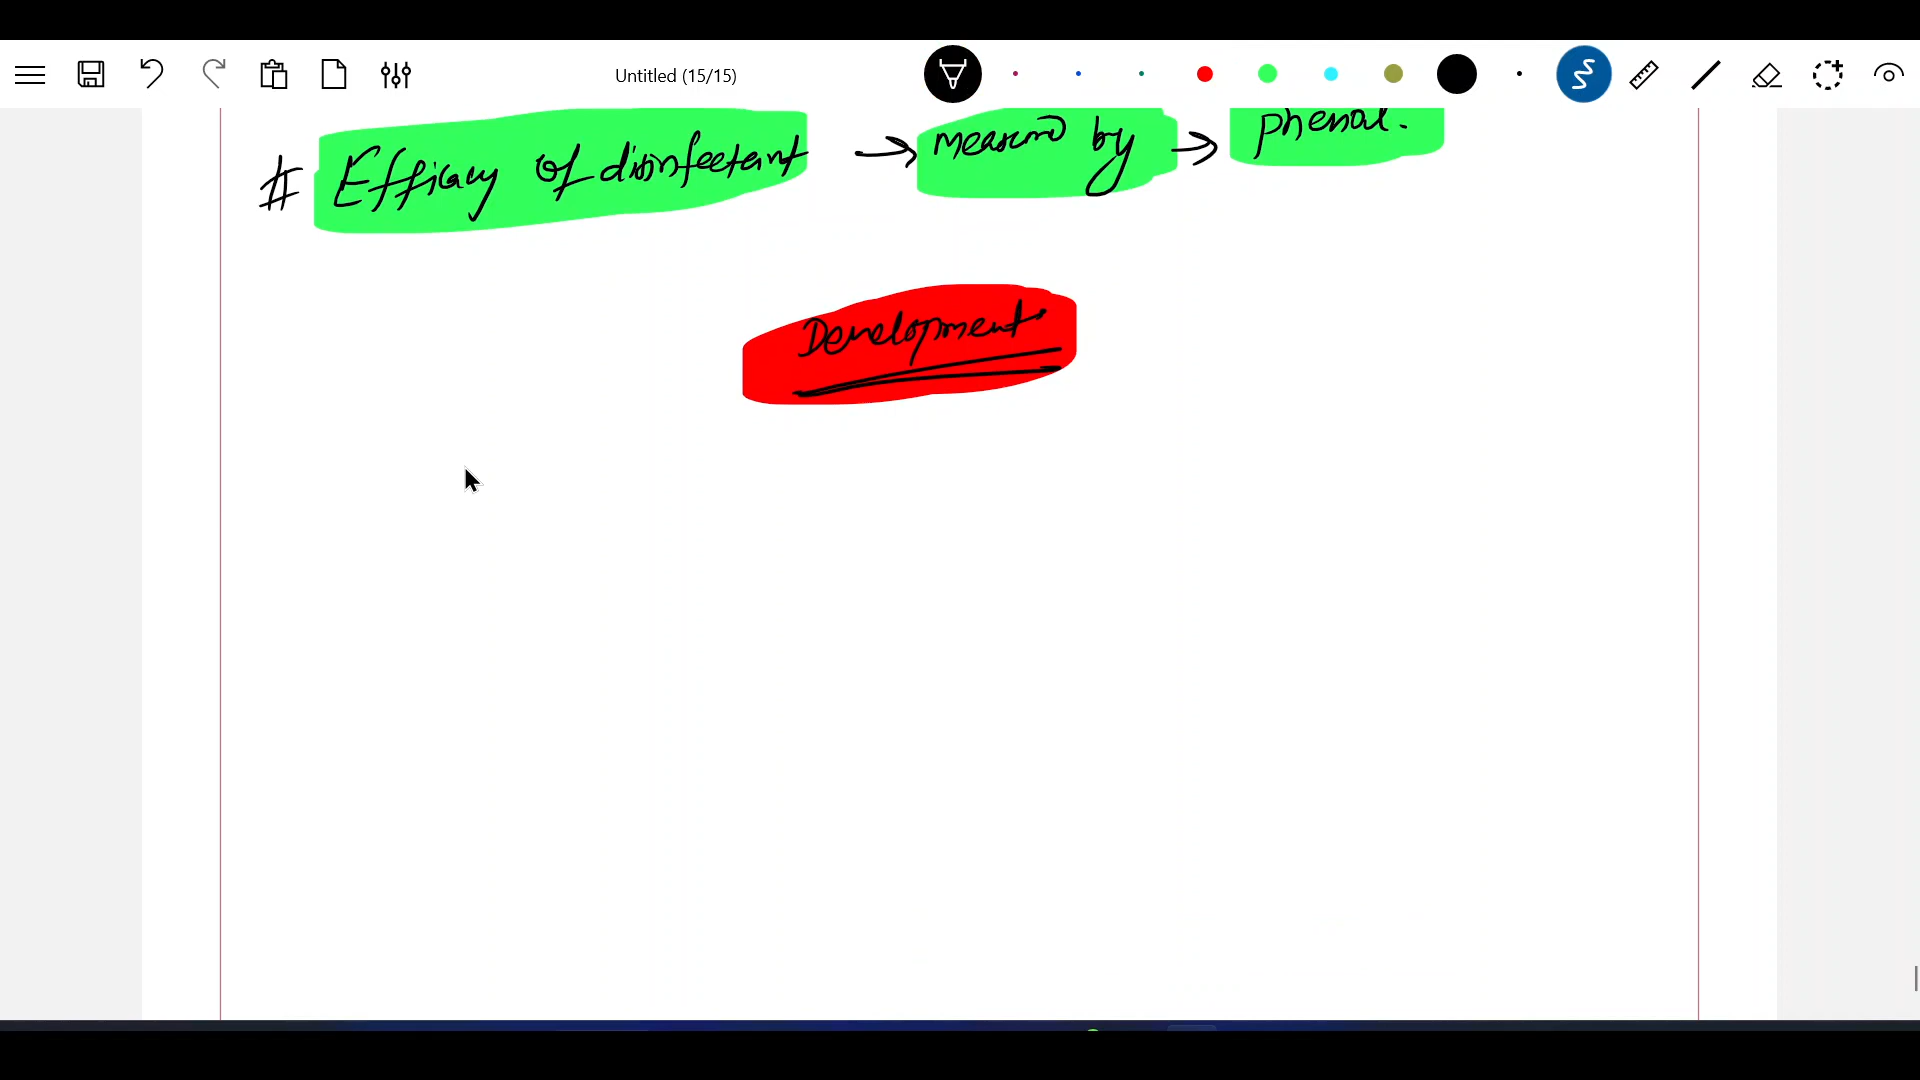 Untitled (15/15)
# Efficacy of disinfectant → measured by → phenol.
Development